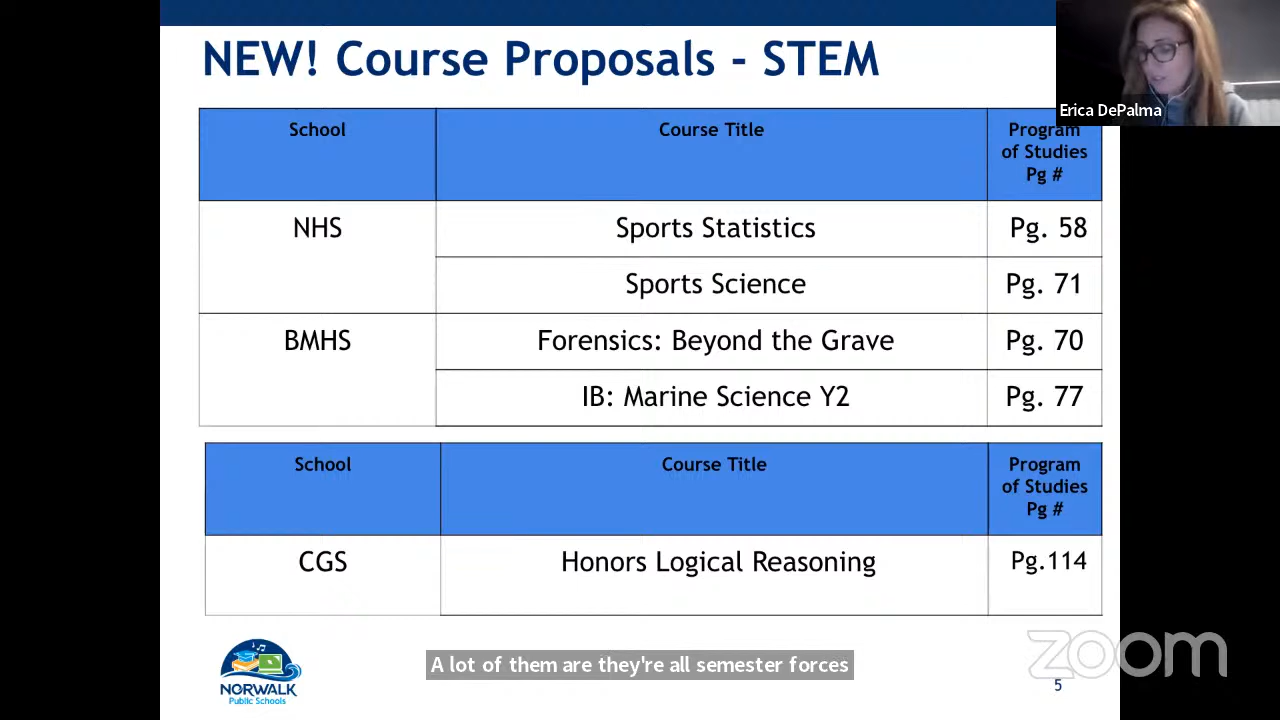 NEW! Course Proposals - STEM
Erica DePalma
School
Course Title
Program
of Studies
Pg #
NHS
Sports Statistics
Pg. 58
Sports Science
Pg. 71
BMHS
Forensics: Beyond the Grave
Pg. 70
IB: Marine Science Y2
Pg. 77
School
Course Title
Program
of Studies
Pg #
CGS
Honors Logical Reasoning
Pg.114
NORWALK
Public Schools
A lot of them are they're all semester forces
zoom
5